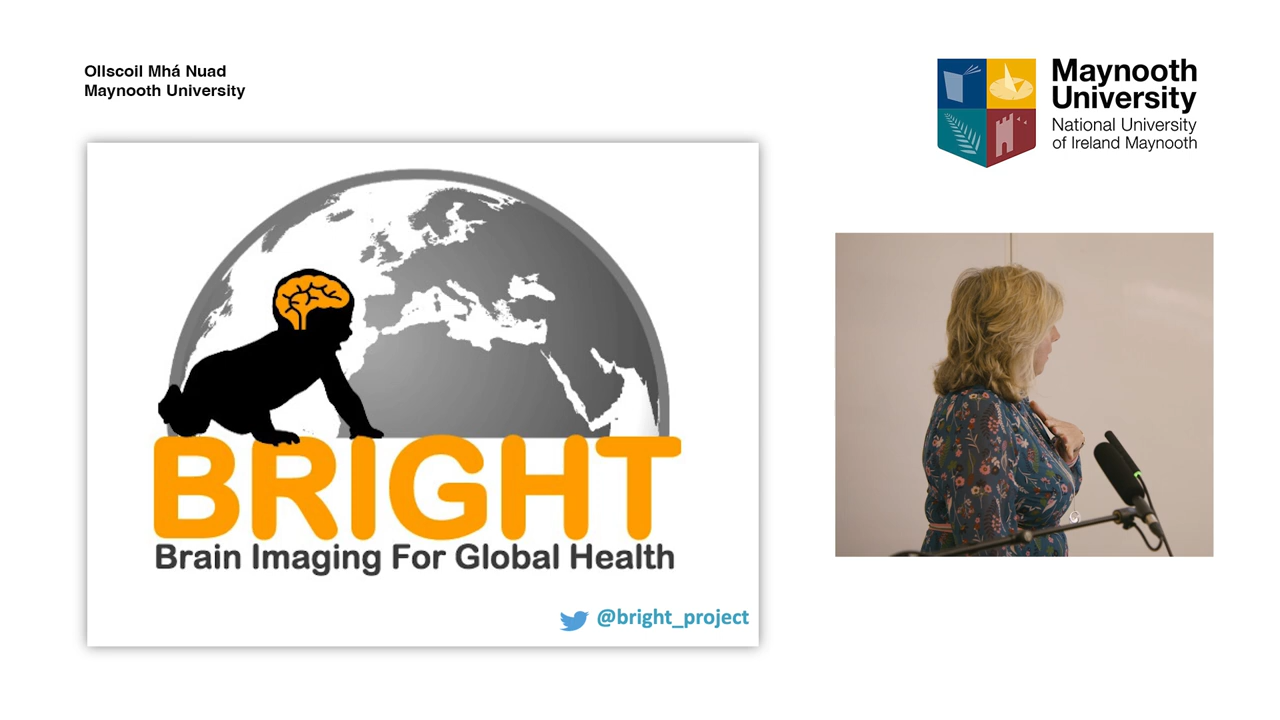 Ollscoil Mhá Nuad
Maynooth University
Maynooth
University
National University
of Ireland Maynooth
BRIGHT
Brain Imaging For Global Health
@bright_project